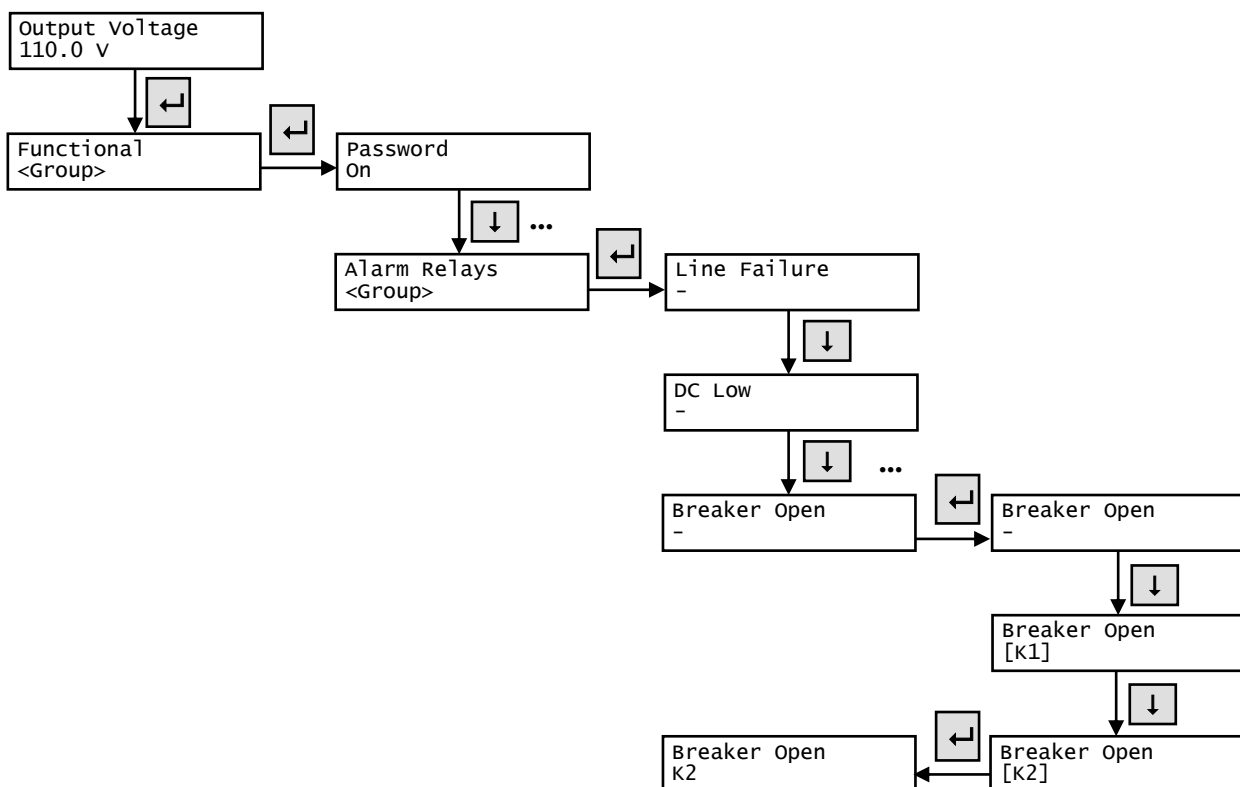 Output Voltage
110.0 V
Functional
<Group>
Password
On
...
Alarm Relays
<Group>
Line Failure
–
DC Low
–
...
Breaker Open
–
Breaker Open
–
Breaker Open
[K1]
Breaker Open
K2
Breaker Open
[K2]